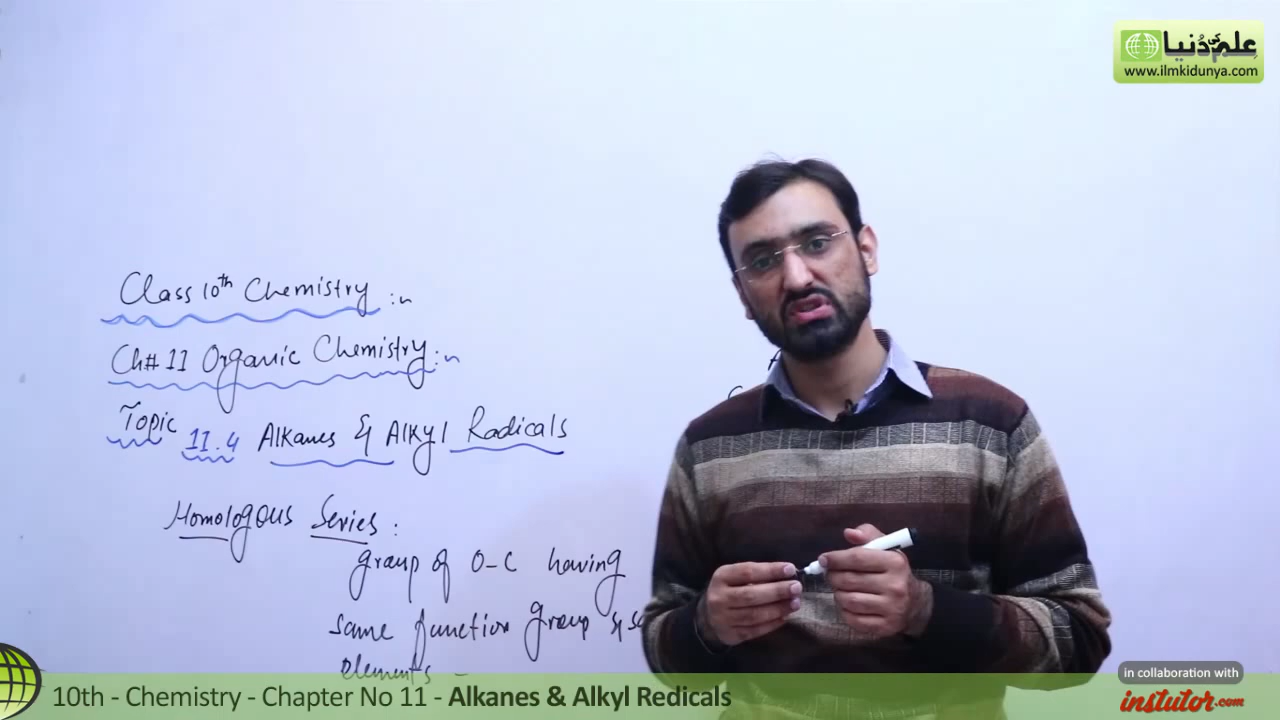 علم کی دُنیا
www.ilmkidunya.com
Class 10th Chemistry :~
Ch# 11 Organic Chemistry :~
Topic 11.4 Alkanes & Alkyl Radicals
Homologous Series :
group of O-C having
same function group & s
elements -
10th - Chemistry - Chapter No 11 - Alkanes & Alkyl Redicals
in collaboration with
instutor.com